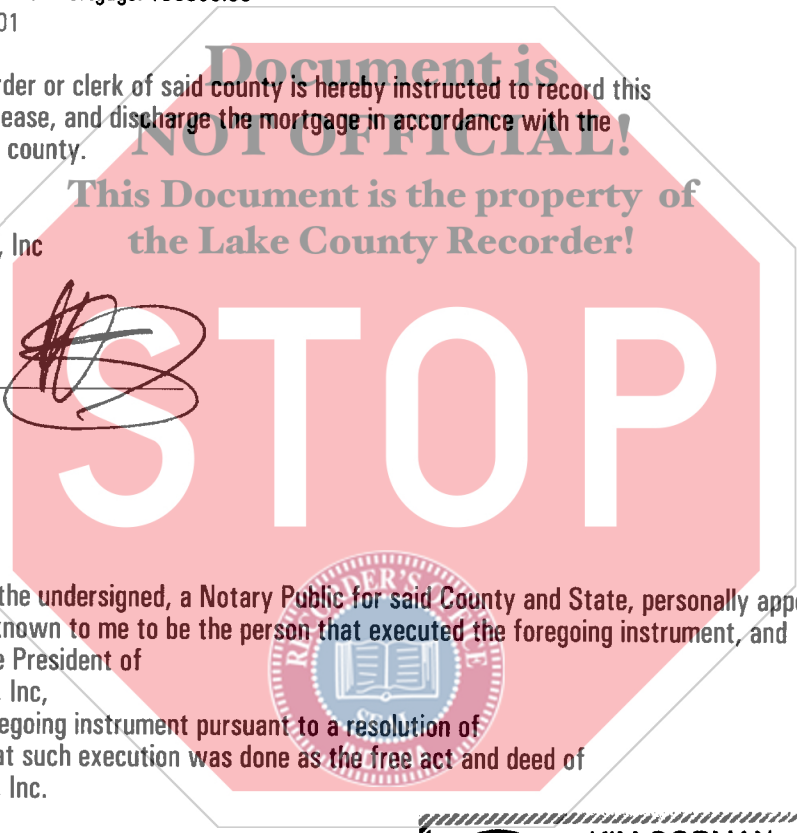 01
Document is
rder or clerk of said county is hereby instructed to record this
ease, and discharge the mortgage in accordance with the
NOT OFFICIAL!
county.
This Document is the property of
, Inc
the Lake County Recorder!
STOP
the undersigned, a Notary Public for said County and State, personally appe
known to me to be the person that executed the foregoing instrument, and
e President of
, Inc,
egoing instrument pursuant to a resolution of
at such execution was done as the free act and deed of
, Inc.
RECORDER'S OFFICE
SEAL